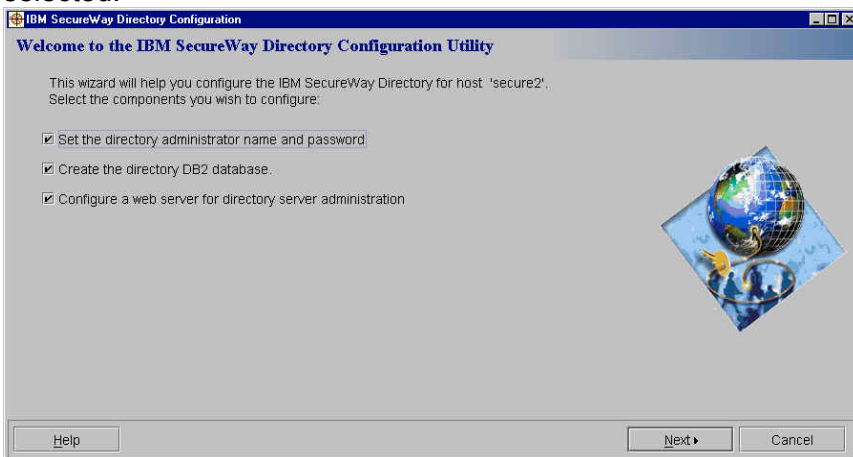 selected.
IBM SecureWay Directory Configuration
Welcome to the IBM SecureWay Directory Configuration Utility
This wizard will help you configure the IBM SecureWay Directory for host 'secure2'.
Select the components you wish to configure:
Set the directory administrator name and password
Create the directory DB2 database.
Configure a web server for directory server administration
Help
Next
Cancel